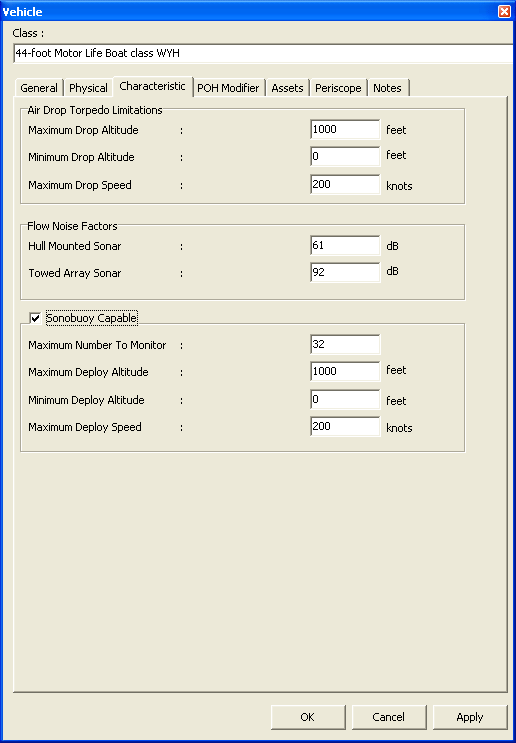 Vehicle
Class :
44-foot Motor Life Boat class WYH
General Physical Characteristic POH Modifier Assets Periscope Notes
Air Drop Torpedo Limitations
Maximum Drop Altitude : 1000 feet
Minimum Drop Altitude : 0 feet
Maximum Drop Speed : 200 knots
Flow Noise Factors
Hull Mounted Sonar : 61 dB
Towed Array Sonar : 92 dB
Sonobuoy Capable
Maximum Number To Monitor : 32
Maximum Deploy Altitude : 1000 feet
Minimum Deploy Altitude : 0 feet
Maximum Deploy Speed : 200 knots
OK Cancel Apply